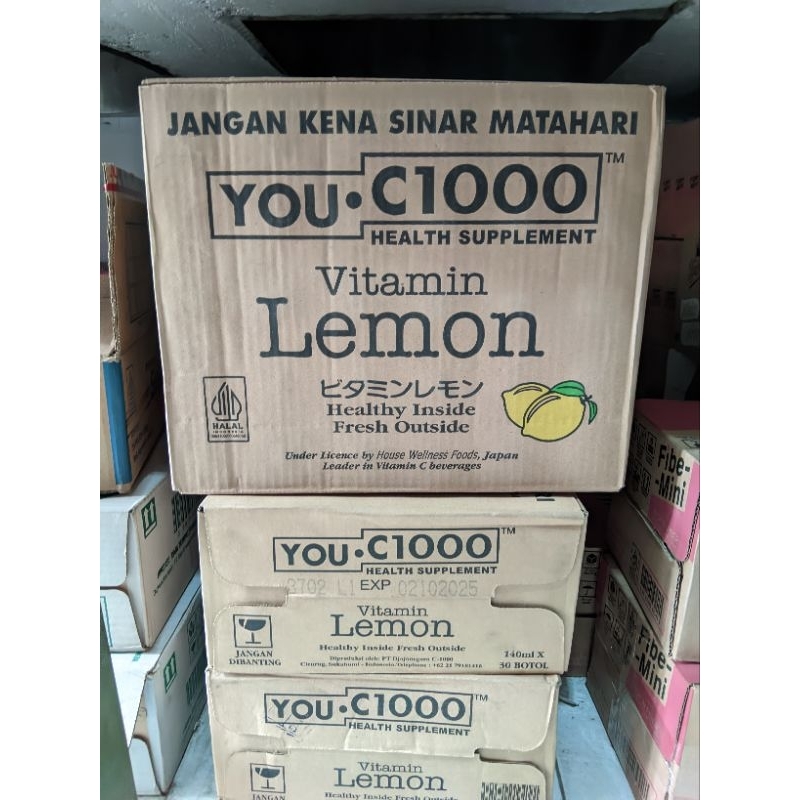 JANGAN KENA SINAR MATAHARI
YOU·C1000™
HEALTH SUPPLEMENT
Vitamin
Lemon
ビタミンレモン
Healthy Inside
Fresh Outside
HALAL
INDONESIA
Under Licence by House Wellness Foods, Japan
Leader in Vitamin C beverages
YOU·C1000™
HEALTH SUPPLEMENT
L1 EXP 02102025
Vitamin
Lemon
Healthy Inside Fresh Outside
JANGAN
DIBANTING
140ml X
30 BOTOL
YOU·C1000™
HEALTH SUPPLEMENT
Vitamin
Lemon
Healthy Inside Fresh Outside
JANGAN
Fibe-
-Mini
Fibe-
-Mini